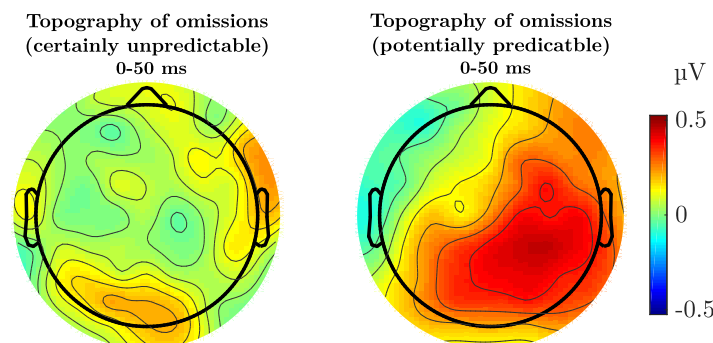 Topography of omissions
(certainly unpredictable)
0-50 ms
Topography of omissions
(potentially predicatble)
0-50 ms
µV
0.5
0
-0.5